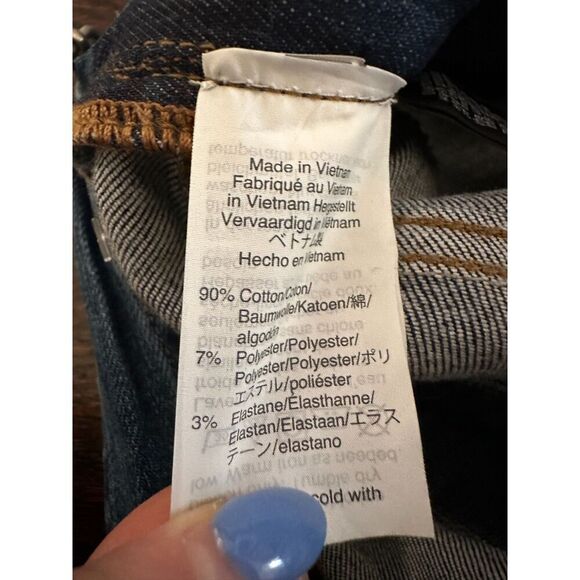 Made in Vietnam
Fabriqué au Vietnam
in Vietnam Hergestellt
Vervaardigd in Vietnam
ベトナム製
Hecho en Vietnam
90% Cotton/Coton/
Baumwolle/Katoen/綿/
algodón
7% Polyester/Polyester/
Polyester/Polyester/ポリ
エステル/poliéster
3% Elastane/Élasthanne/
Elastan/Elastaan/エラス
テーン/elastano
cold with